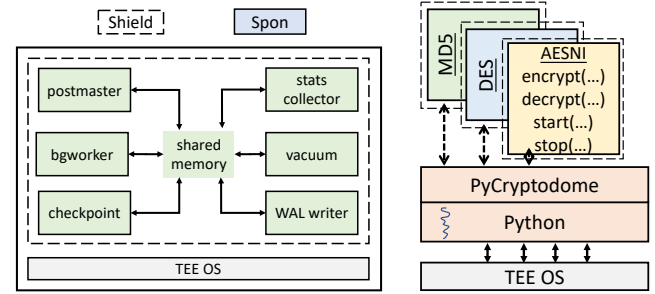 Shield
Spon
postmaster
stats
collector
bgworker
shared
memory
vacuum
checkpoint
WAL writer
TEE OS
MD5
DES
AESNI
encrypt(...)
decrypt(...)
start(...)
stop(...)
PyCryptodome
Python
TEE OS